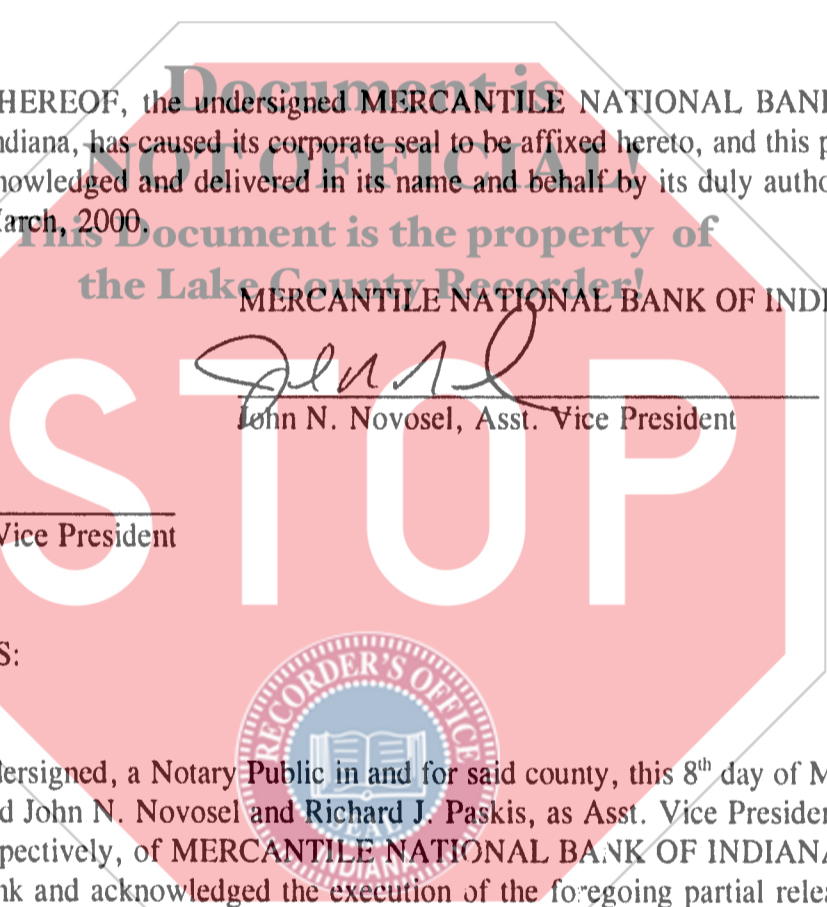 Document is
HEREOF, the undersigned MERCANTILE NATIONAL BANK
ndiana, has caused its corporate seal to be affixed hereto, and this p
NOT OFFICIAL!
nowledged and delivered in its name and behalf by its duly autho
March, 2000.
This Document is the property of
the Lake County Recorder!
MERCANTILE NATIONAL BANK OF INDI
John N. Novosel, Asst. Vice President
STOP
Vice President
S:
RECORDER'S OFFICE
dersigned, a Notary Public in and for said county, this 8th day of M
d John N. Novosel and Richard J. Paskis, as Asst. Vice Presiden
SEAL
pectively, of MERCANTILE NATIONAL BANK OF INDIANA
INDIANA
nk and acknowledged the execution of the foregoing partial relea